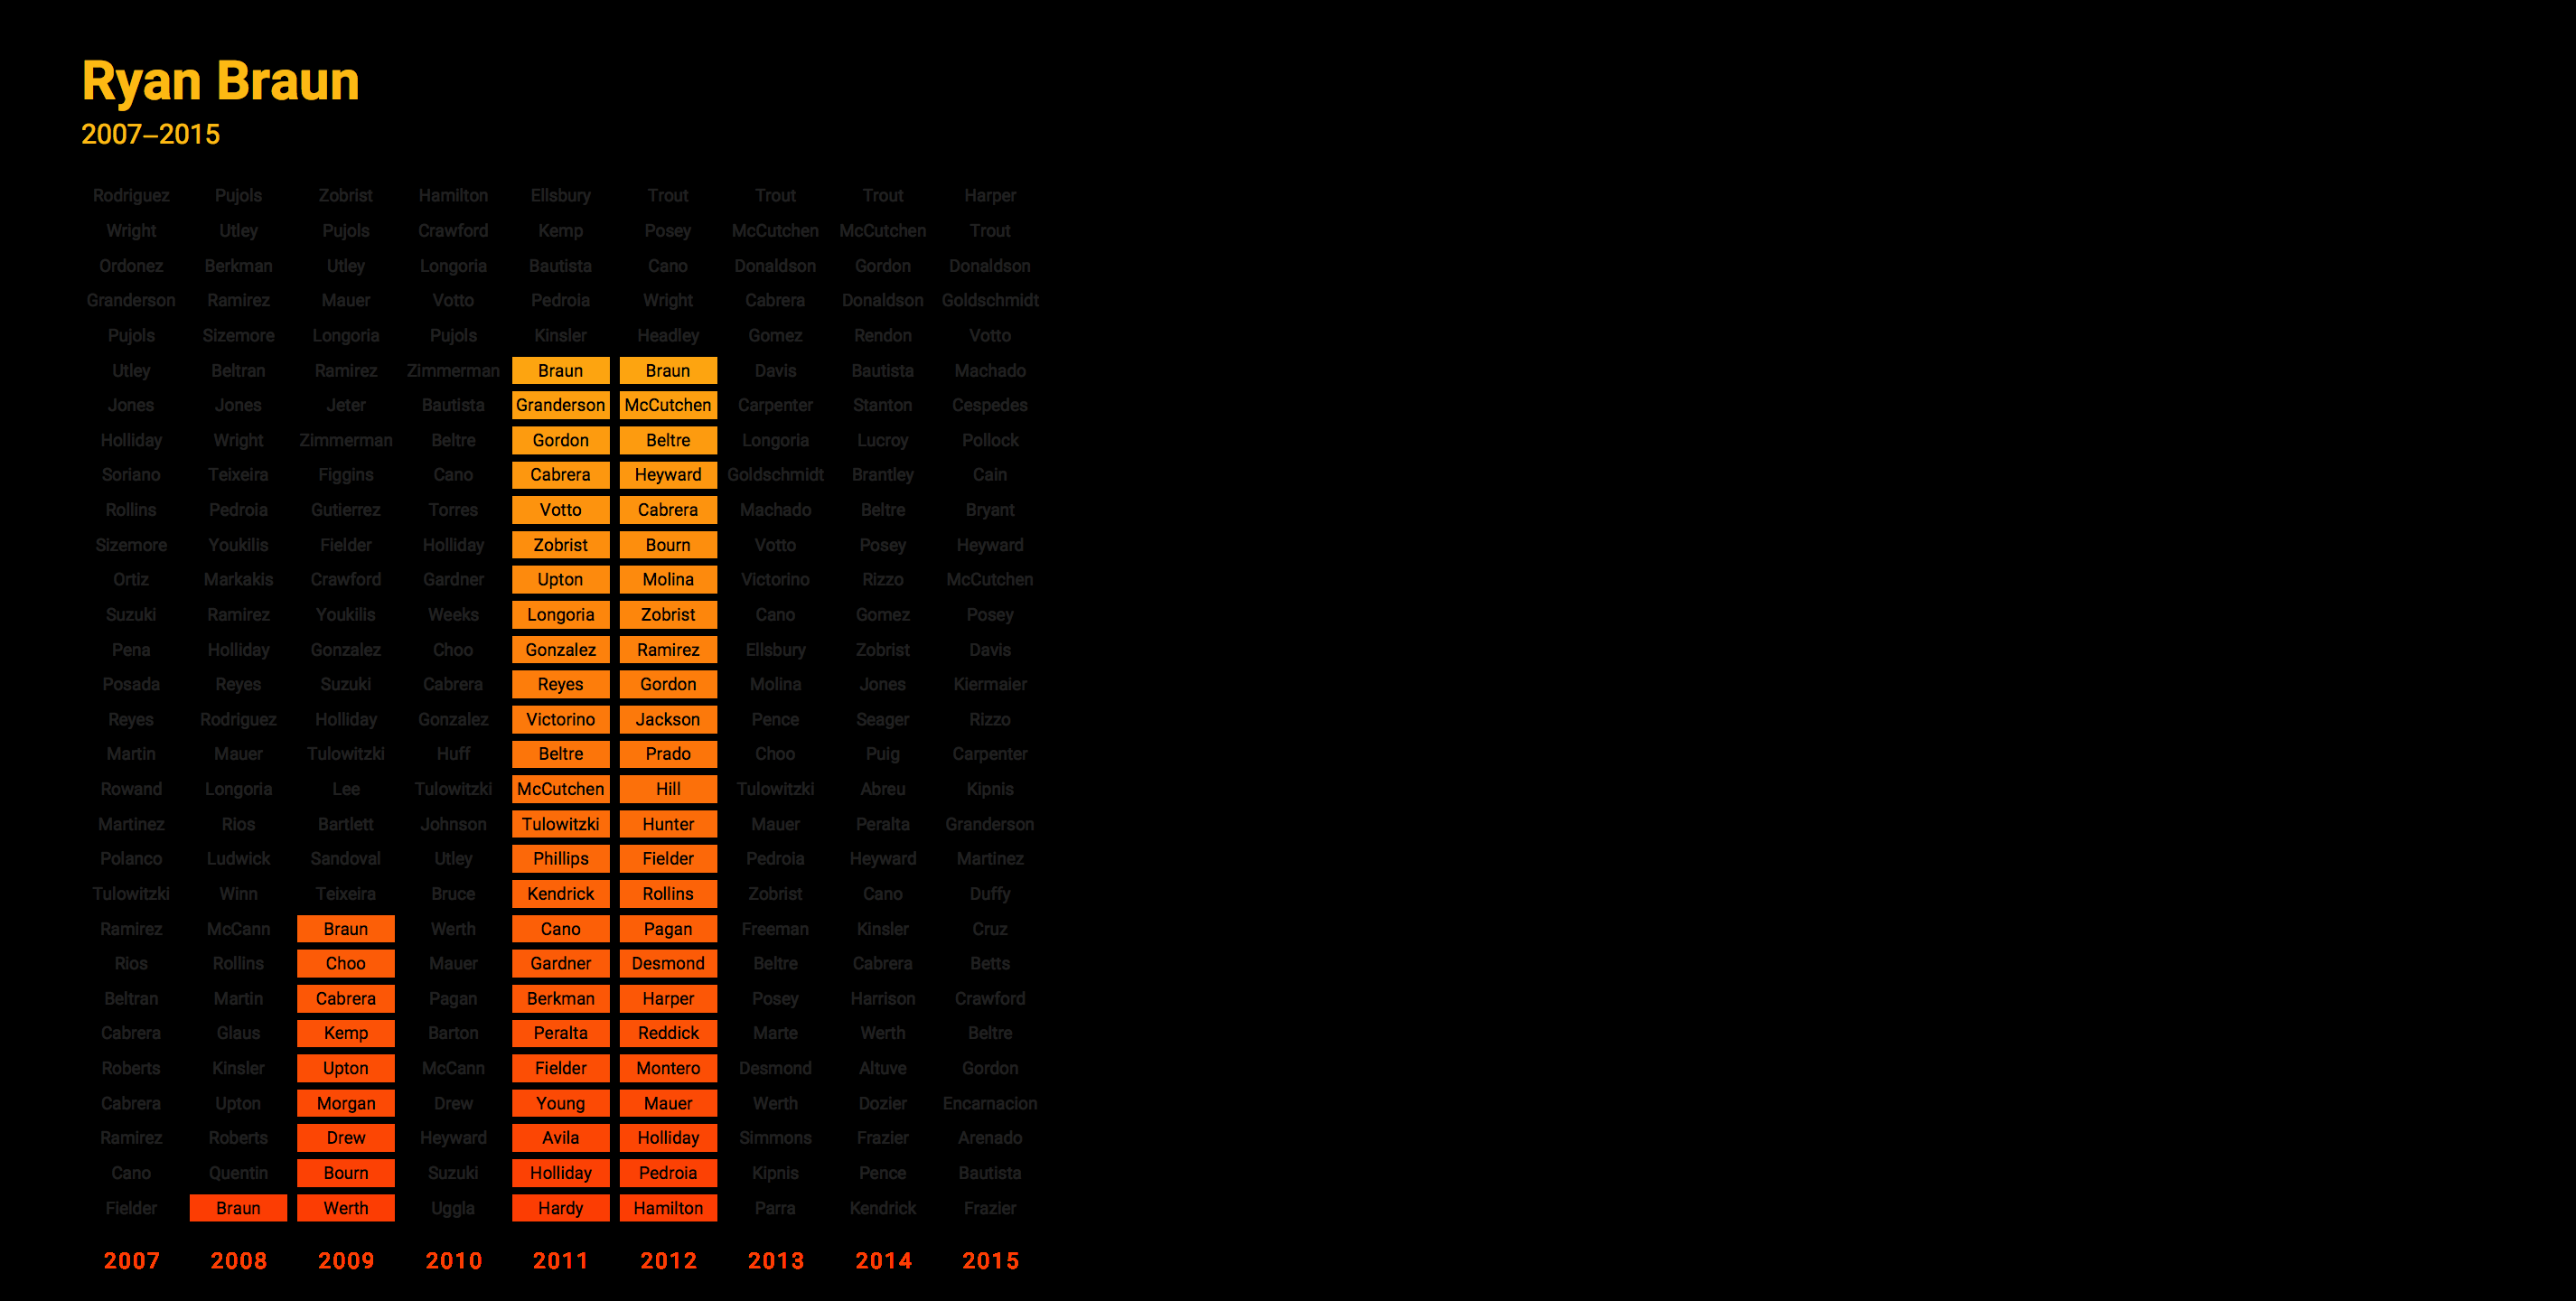 Ryan Braun
2007–2015
Rodriguez Pujols Zobrist Hamilton Ellsbury Trout Trout Trout Harper
Wright Utley Pujols Crawford Kemp Posey McCutchen McCutchen Trout
Ordonez Berkman Utley Longoria Bautista Cano Donaldson Gordon Donaldson
Granderson Ramirez Mauer Votto Pedroia Wright Cabrera Donaldson Goldschmidt
Pujols Sizemore Longoria Pujols Kinsler Headley Gomez Rendon Votto
Utley Beltran Ramirez Zimmerman Braun Braun Davis Bautista Machado
Jones Jones Jeter Bautista Granderson McCutchen Carpenter Stanton Cespedes
Holliday Wright Zimmerman Beltre Gordon Beltre Longoria Lucroy Pollock
Soriano Teixeira Figgins Cano Cabrera Heyward Goldschmidt Brantley Cain
Rollins Pedroia Gutierrez Torres Votto Cabrera Machado Beltre Bryant
Sizemore Youkilis Fielder Holliday Zobrist Bourn Votto Posey Heyward
Ortiz Markakis Crawford Gardner Upton Molina Victorino Rizzo McCutchen
Suzuki Ramirez Youkilis Weeks Longoria Zobrist Cano Gomez Posey
Pena Holliday Gonzalez Choo Gonzalez Ramirez Ellsbury Zobrist Davis
Posada Reyes Suzuki Cabrera Reyes Gordon Molina Jones Kiermaier
Reyes Rodriguez Holliday Gonzalez Victorino Jackson Pence Seager Rizzo
Martin Mauer Tulowitzki Huff Beltre Prado Choo Puig Carpenter
Rowand Longoria Lee Tulowitzki McCutchen Hill Tulowitzki Abreu Kipnis
Martinez Rios Bartlett Johnson Tulowitzki Hunter Mauer Peralta Granderson
Polanco Ludwick Sandoval Utley Phillips Fielder Pedroia Heyward Martinez
Tulowitzki Winn Teixeira Bruce Kendrick Rollins Zobrist Cano Duffy
Ramirez McCann Braun Werth Cano Pagan Freeman Kinsler Cruz
Rios Rollins Choo Mauer Gardner Desmond Beltre Cabrera Betts
Beltran Martin Cabrera Pagan Berkman Harper Posey Harrison Crawford
Cabrera Glaus Kemp Barton Peralta Reddick Marte Werth Beltre
Roberts Kinsler Upton McCann Fielder Montero Desmond Altuve Gordon
Cabrera Upton Morgan Drew Young Mauer Werth Dozier Encarnacion
Ramirez Roberts Drew Heyward Avila Holliday Simmons Frazier Arenado
Cano Quentin Bourn Suzuki Holliday Pedroia Kipnis Pence Bautista
Fielder Braun Werth Uggla Hardy Hamilton Parra Kendrick Frazier
2007 2008 2009 2010 2011 2012 2013 2014 2015